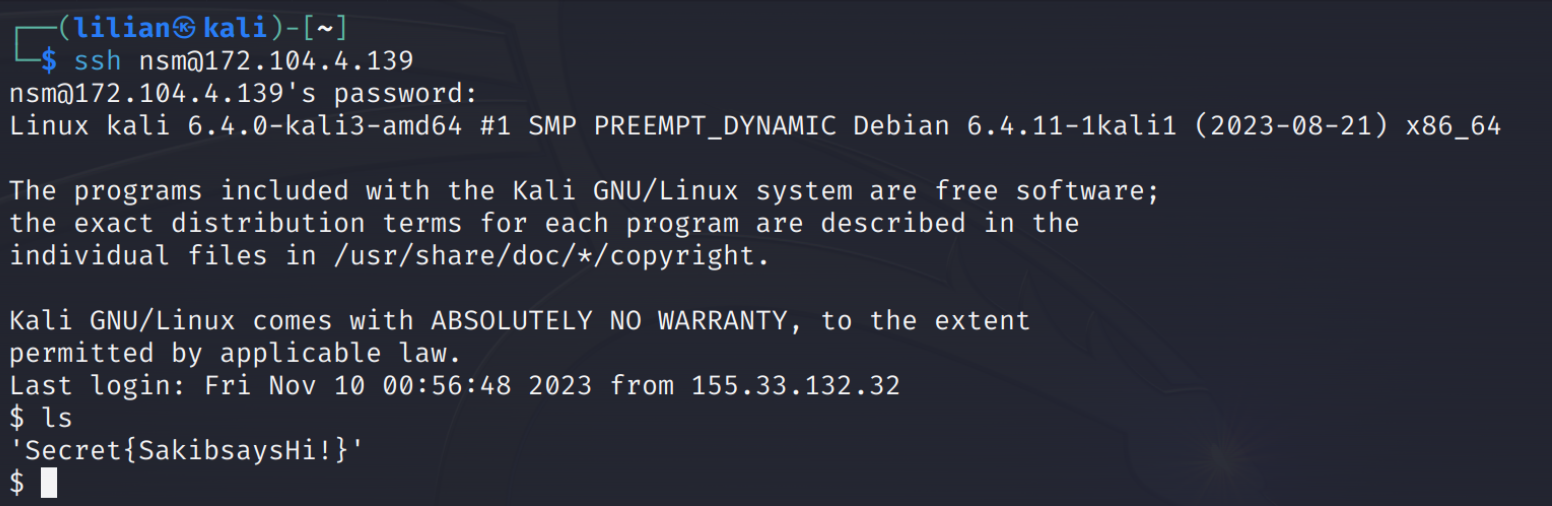 ┌──(lilian㉿kali)-[~]
└─$ ssh nsm@172.104.4.139
nsm@172.104.4.139's password:
Linux kali 6.4.0-kali3-amd64 #1 SMP PREEMPT_DYNAMIC Debian 6.4.11-1kali1 (2023-08-21) x86_64
The programs included with the Kali GNU/Linux system are free software;
the exact distribution terms for each program are described in the
individual files in /usr/share/doc/*/copyright.
Kali GNU/Linux comes with ABSOLUTELY NO WARRANTY, to the extent
permitted by applicable law.
Last login: Fri Nov 10 00:56:48 2023 from 155.33.132.32
$ ls
'Secret{SakibsaysHi!}'
$